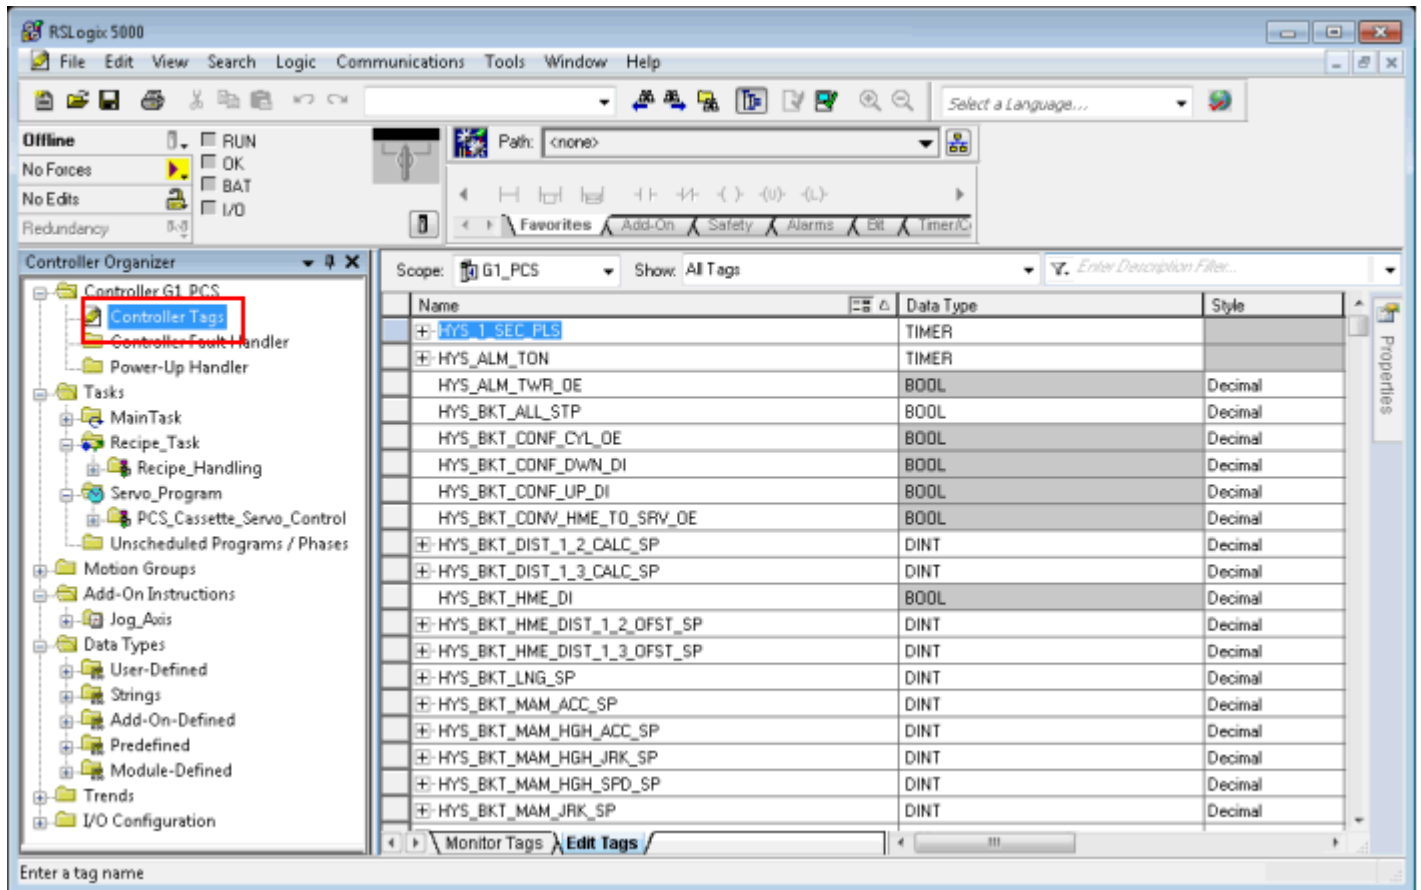 RSLogix 5000
File Edit View Search Logic Communications Tools Window Help
Select a Language...
Offline RUN
No Forces OK
No Edits BAT
I/O
Redundancy
Path: <none>
Favorites Add-On Safety Alarms Bit Timer/C
Controller Organizer
Controller G1_PCS
Controller Tags
Controller Fault Handler
Power-Up Handler
Tasks
MainTask
Recipe_Task
Recipe_Handling
Servo_Program
PCS_Cassette_Servo_Control
Unscheduled Programs / Phases
Motion Groups
Add-On Instructions
Jog_Axis
Data Types
User-Defined
Strings
Add-On-Defined
Predefined
Module-Defined
Trends
I/O Configuration
Scope: G1_PCS Show: All Tags Enter Description Filter...
Name Data Type Style
HYS_1_SEC_PLS TIMER
HYS_ALM_TON TIMER
HYS_ALM_TWR_OE BOOL Decimal
HYS_BKT_ALL_STP BOOL Decimal
HYS_BKT_CONF_CYL_OE BOOL Decimal
HYS_BKT_CONF_DWN_DI BOOL Decimal
HYS_BKT_CONF_UP_DI BOOL Decimal
HYS_BKT_CONV_HME_TO_SRV_OE BOOL Decimal
HYS_BKT_DIST_1_2_CALC_SP DINT Decimal
HYS_BKT_DIST_1_3_CALC_SP DINT Decimal
HYS_BKT_HME_DI BOOL Decimal
HYS_BKT_HME_DIST_1_2_OFST_SP DINT Decimal
HYS_BKT_HME_DIST_1_3_OFST_SP DINT Decimal
HYS_BKT_LNG_SP DINT Decimal
HYS_BKT_MAM_ACC_SP DINT Decimal
HYS_BKT_MAM_HGH_ACC_SP DINT Decimal
HYS_BKT_MAM_HGH_JRK_SP DINT Decimal
HYS_BKT_MAM_HGH_SPD_SP DINT Decimal
HYS_BKT_MAM_JRK_SP DINT Decimal
Monitor Tags Edit Tags
Properties
Enter a tag name